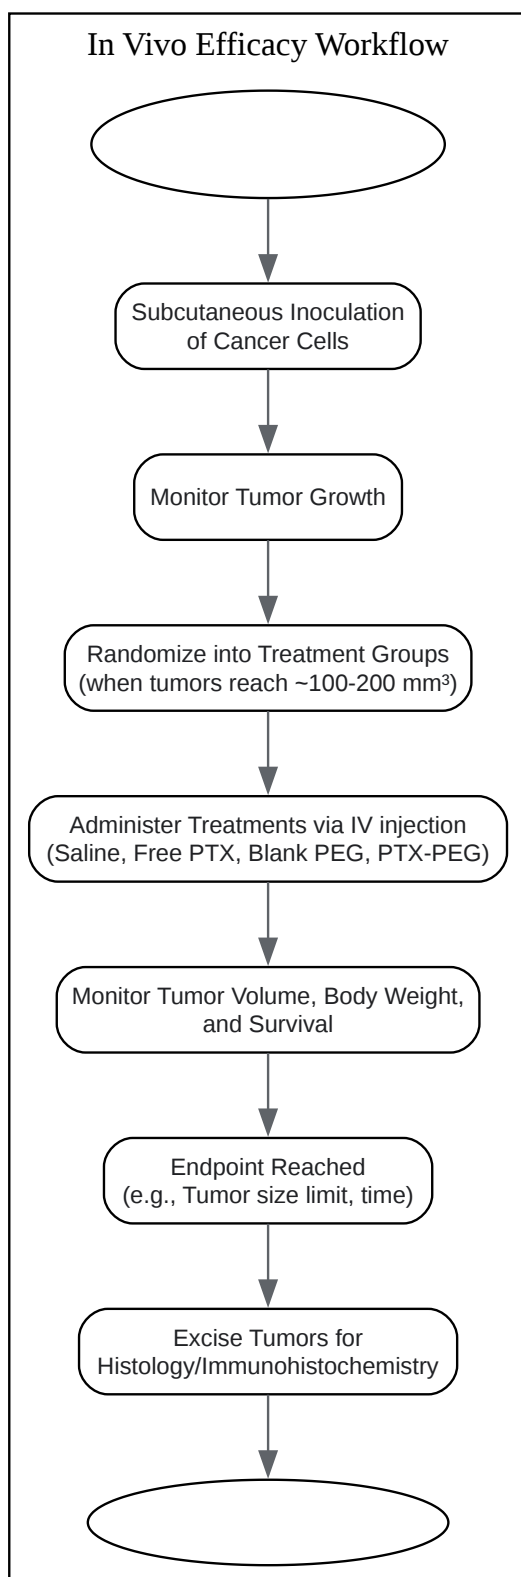 In Vivo Efficacy Workflow
Subcutaneous Inoculation
of Cancer Cells
Monitor Tumor Growth
Randomize into Treatment Groups
(when tumors reach ~100-200 mm³)
Administer Treatments via IV injection
(Saline, Free PTX, Blank PEG, PTX-PEG)
Monitor Tumor Volume, Body Weight,
and Survival
Endpoint Reached
(e.g., Tumor size limit, time)
Excise Tumors for
Histology/Immunohistochemistry